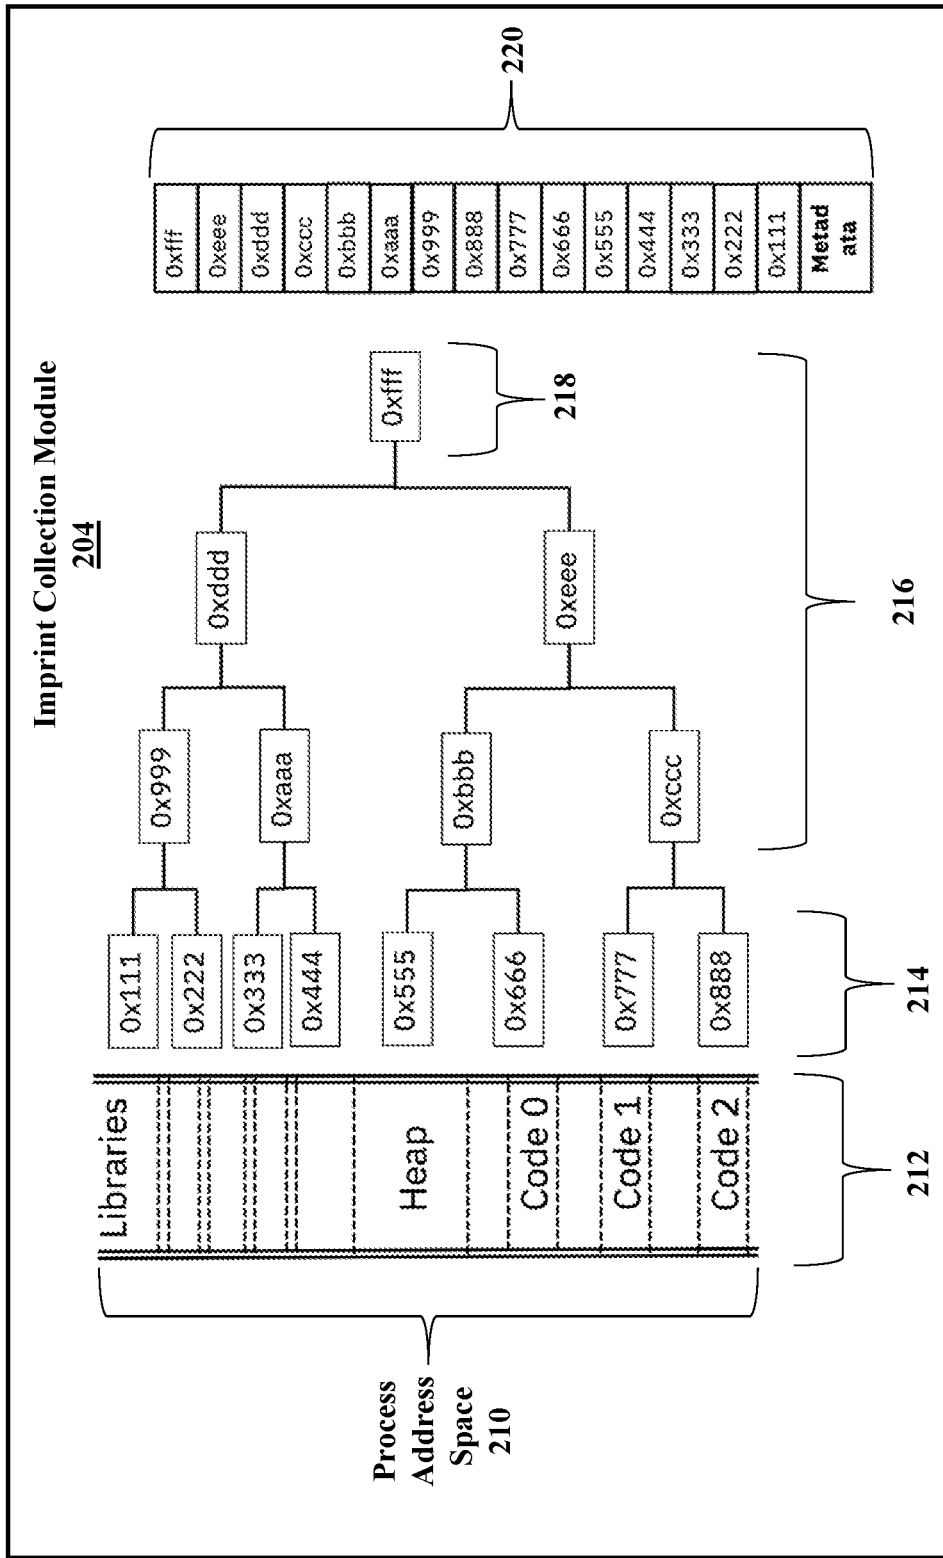 Imprint Collection Module
204
Process
Address
Space
210
Libraries
Heap
Code 0
Code 1
Code 2
212
0x111
0x222
0x333
0x444
0x555
0x666
0x777
0x888
214
0x999
0xaaa
0xbbb
0xccc
0xddd
0xeee
216
0xfff
218
0xfff
0xeee
0xddd
0xccc
0xbbb
0xaaa
0x999
0x888
0x777
0x666
0x555
0x444
0x333
0x222
0x111
Metad
ata
220